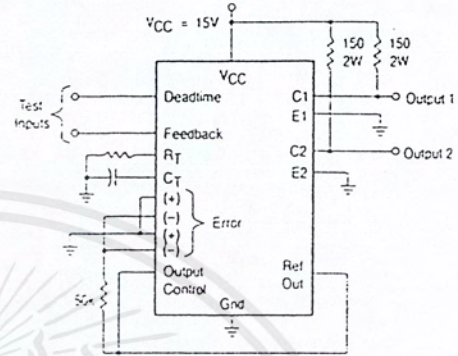 VCC = 15V
150 2W
150 2W
VCC
Test Inputs
Deadtime
Feedback
RT
CT
(+)
(−)
(+)
(−)
Error
Output Control
Gnd
C1
E1
C2
E2
Ref Out
Output 1
Output 2
50k